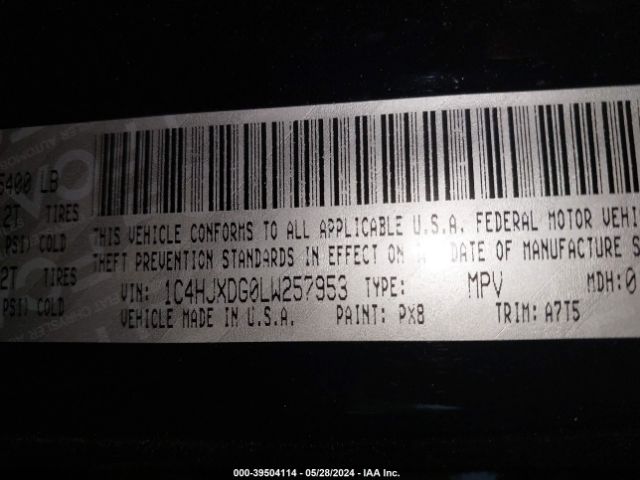 5400 LB
2T TIRES
PSI) COLD
2T TIRES
PSI) COLD
THIS VEHICLE CONFORMS TO ALL APPLICABLE U.S.A. FEDERAL MOTOR VEHI
THEFT PREVENTION STANDARDS IN EFFECT ON DATE OF MANUFACTURE S
VIN: 1C4HJXDG0LW257953 TYPE: MPV MDH:0
VEHICLE MADE IN U.S.A. PAINT: PX8 TRIM: A7T5
000-39504114 - 05/28/2024 - IAA Inc.